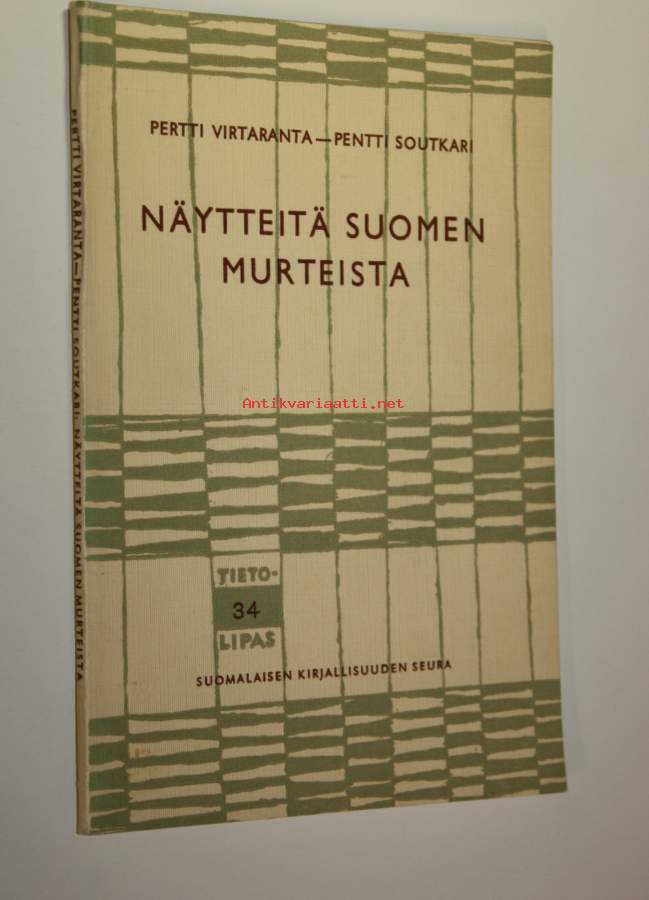 PERTTI VIRTARANTA—PENTTI SOUTKARI
NÄYTTEITÄ SUOMEN
MURTEISTA
Antikvariaatti.net
TIETO-
34
LIPAS
SUOMALAISEN KIRJALLISUUDEN SEURA
PERTTI VIRTARANTA—PENTTI SOUTKARI: NÄYTTEITÄ SUOMEN MURTEISTA